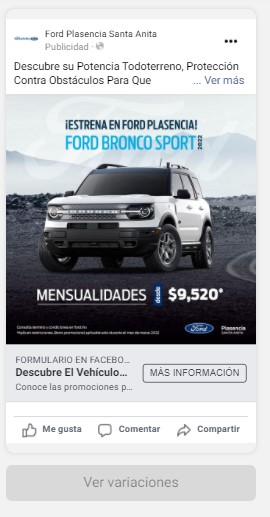 Ford Plasencia Santa Anita
Publicidad ·
Descubre su Potencia Todoterreno, Protección
Contra Obstáculos Para Que ... Ver más
¡ESTRENA EN FORD PLASENCIA!
FORD BRONCO SPORT 2022
MENSUALIDADES desde $9,520*
Ford
Plasencia
SANTA ANITA
FORMULARIO EN FACEBO...
Descubre El Vehículo...
Conoce las promociones p...
MÁS INFORMACIÓN
Me gusta
Comentar
Compartir
Ver variaciones